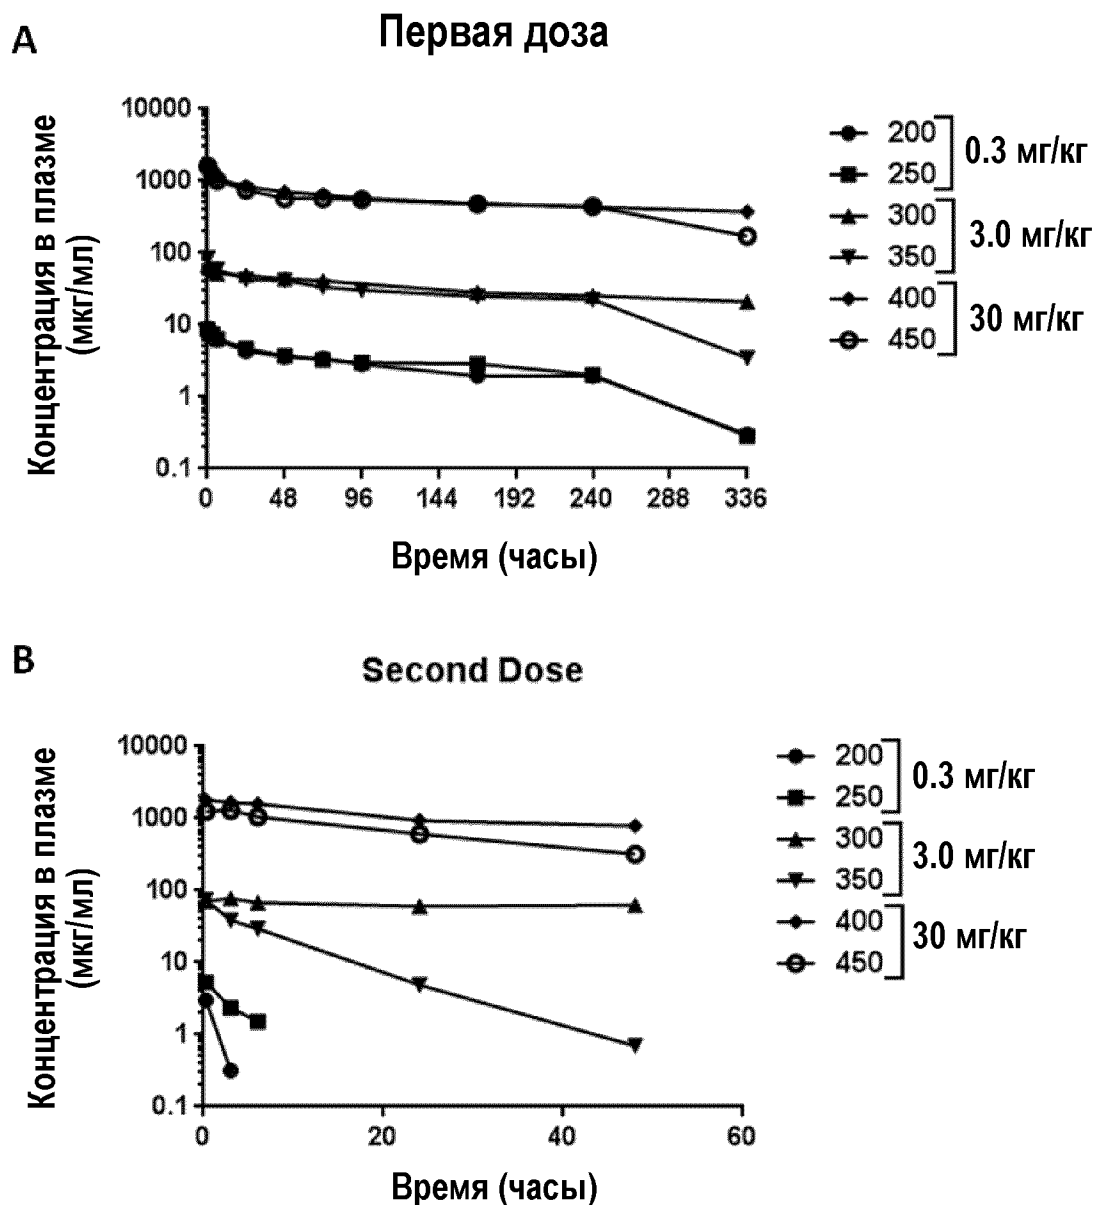 A
Первая доза
Концентрация в плазме
(мкг/мл)
10000
1000
100
10
1
0.1
0 48 96 144 192 240 288 336
Время (часы)
200
250
0.3 мг/кг
300
350
3.0 мг/кг
400
450
30 мг/кг
B
Second Dose
Концентрация в плазме
(мкг/мл)
10000
1000
100
10
1
0.1
0 20 40 60
Время (часы)
200
250
0.3 мг/кг
300
350
3.0 мг/кг
400
450
30 мг/кг